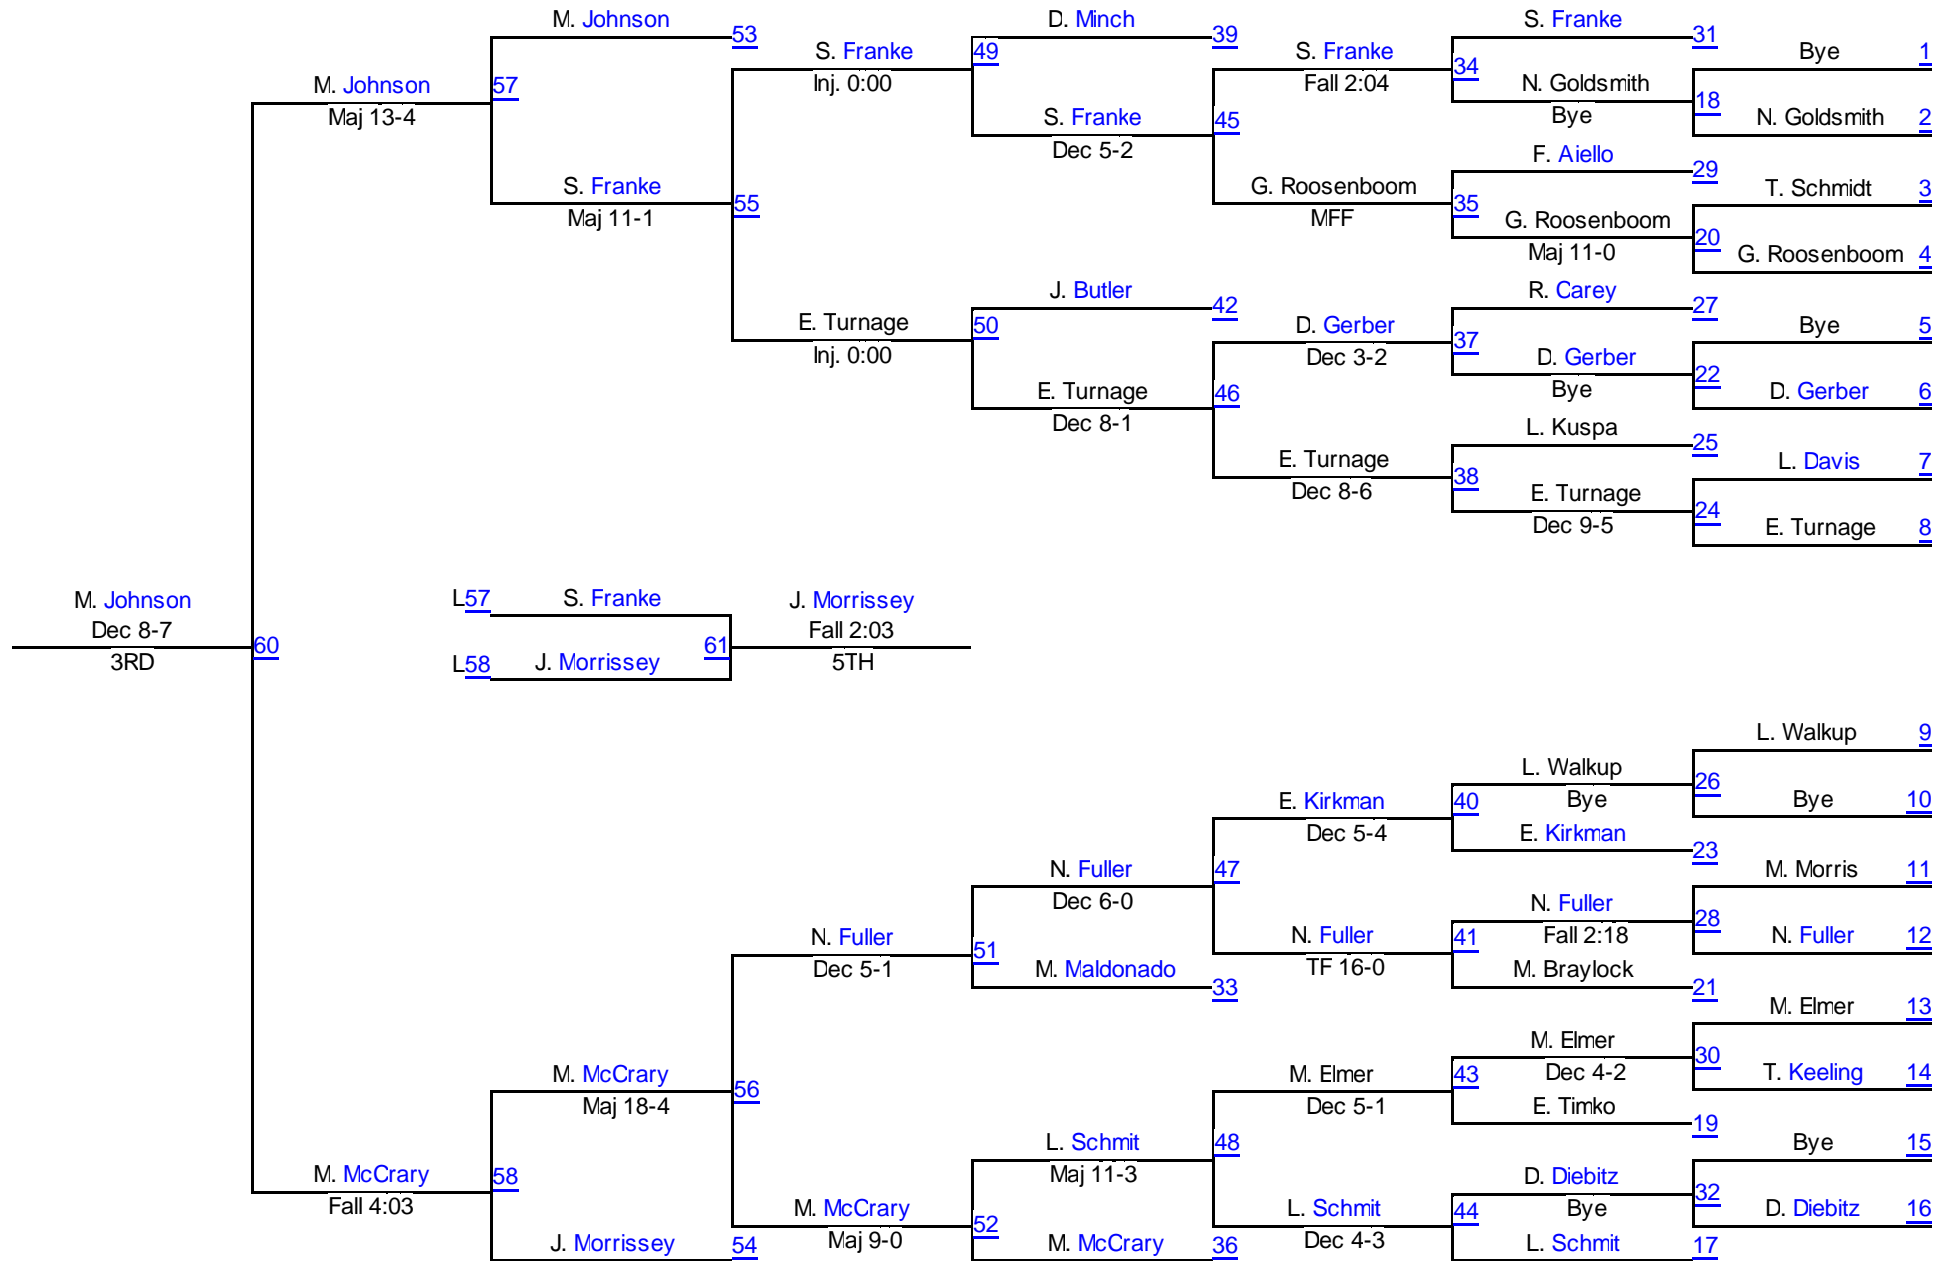 M. Johnson
53
D. Minch
39
S. Franke
31
Bye
1
S. Franke
49
Inj. 0:00
S. Franke
34
Fall 2:04
N. Goldsmith
18
Bye
N. Goldsmith
2
M. Johnson
57
Maj 13-4
S. Franke
45
Dec 5-2
F. Aiello
29
T. Schmidt
3
S. Franke
55
Maj 11-1
G. Roosenboom
35
MFF
G. Roosenboom
20
Maj 11-0
G. Roosenboom
4
J. Butler
42
R. Carey
27
Bye
5
E. Turnage
50
Inj. 0:00
D. Gerber
37
Dec 3-2
D. Gerber
22
Bye
D. Gerber
6
E. Turnage
46
Dec 8-1
L. Kuspa
25
L. Davis
7
E. Turnage
38
Dec 8-6
E. Turnage
24
Dec 9-5
E. Turnage
8
M. Johnson
Dec 8-7
60
3RD
L57
S. Franke
J. Morrissey
61
Fall 2:03
L58
J. Morrissey
5TH
L. Walkup
9
L. Walkup
26
Bye
Bye
10
E. Kirkman
40
Dec 5-4
E. Kirkman
23
N. Fuller
47
Dec 6-0
M. Morris
11
N. Fuller
28
Fall 2:18
N. Fuller
12
N. Fuller
51
Dec 5-1
N. Fuller
41
TF 16-0
M. Maldonado
33
M. Braylock
21
M. Elmer
13
M. Elmer
30
Dec 4-2
T. Keeling
14
M. McCrary
56
Maj 18-4
M. Elmer
43
Dec 5-1
E. Timko
19
L. Schmit
48
Maj 11-3
Bye
15
M. McCrary
58
Fall 4:03
D. Diebitz
32
Bye
D. Diebitz
16
M. McCrary
52
Maj 9-0
L. Schmit
44
Dec 4-3
J. Morrissey
54
M. McCrary
36
L. Schmit
17